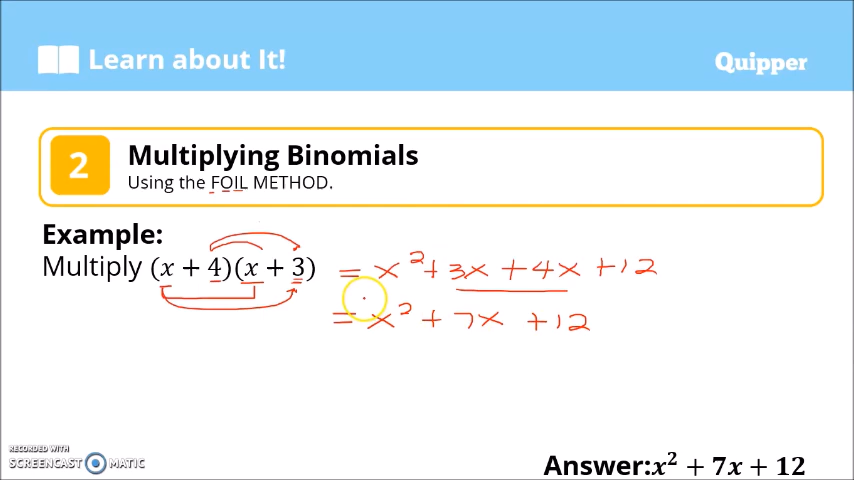 Learn about It!
Quipper
2
Multiplying Binomials
Using the FOIL METHOD.
Example:
Multiply (x + 4)(x + 3) = x² + 3x + 4x + 12
= x² + 7x + 12
RECORDED WITH
SCREENCAST MATIC
Answer:x² + 7x + 12